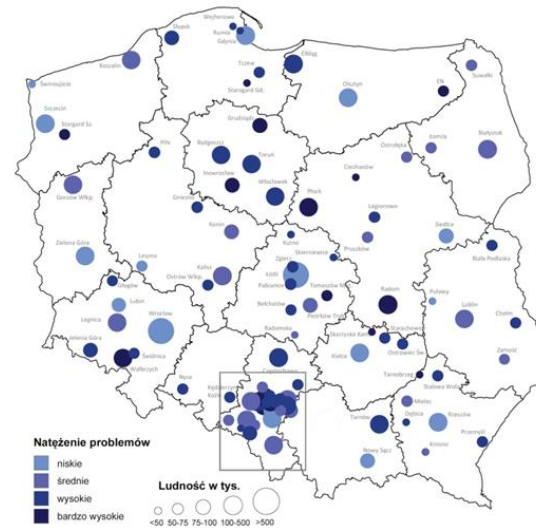 Wejherowo
Słupsk
Rumia
Gdynia
Koszalin
Tczew
Elbląg
Suwałki
Świnoujście
Starogard Gd.
Olsztyn
Ełk
Szczecin
Stargard Sz.
Grudziądz
Łomża
Białystok
Piła
Bydgoszcz
Toruń
Ostrołęka
Inowrocław
Ciechanów
Gorzów Wlkp.
Włocławek
Płock
Gniezno
Legionowo
Konin
Siedlce
Pruszków
Zielona Góra
Kutno
Biała Podlaska
Leszno
Zgierz
Skierniewice
Kalisz
Łódź
Ostrów Wlkp.
Pabianice
Tomaszów M.
Głogów
Radom
Puławy
Lubin
Bełchatów
Lublin
Legnica
Wrocław
Piotrków Tryb.
Chełm
Radomsko
Skarżysko Kam.
Starachowice
Jelenia Góra
Świdnica
Zamość
Wałbrzych
Kielce
Ostrowiec Św.
Częstochowa
Tarnobrzeg
Nysa
Kędzierzyn
Koźle
Stalowa Wola
Mielec
Tarnów
Dębica
Rzeszów
Przemyśl
Krosno
Nowy Sącz
Natężenie problemów
niskie
średnie
wysokie
bardzo wysokie
Ludność w tys.
<50 50-75 75-100 100-500 >500